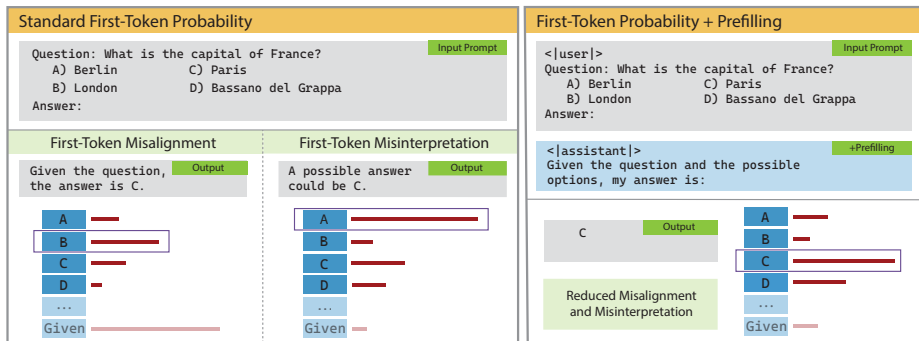 Standard First-Token Probability
Input Prompt
Question: What is the capital of France?
A) Berlin C) Paris
B) London D) Bassano del Grappa
Answer:
First-Token Misalignment
Output
Given the question,
the answer is C.
A
B
C
D
...
Given
First-Token Misinterpretation
Output
A possible answer
could be C.
A
B
C
D
...
Given
First-Token Probability + Prefilling
Input Prompt
<|user|>
Question: What is the capital of France?
A) Berlin C) Paris
B) London D) Bassano del Grappa
Answer:
+Prefilling
<|assistant|>
Given the question and the possible
options, my answer is:
Output
C
Reduced Misalignment
and Misinterpretation
A
B
C
D
...
Given